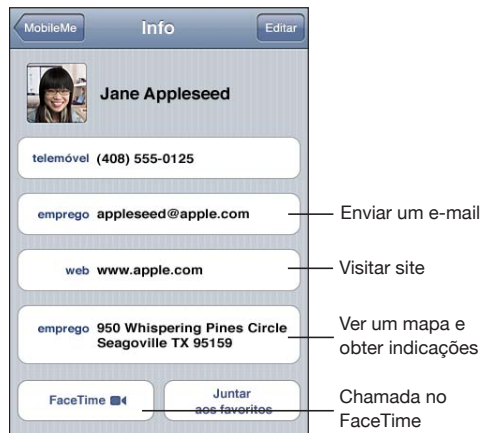 MobileMe Info Editar
Jane Appleseed
telemóvel (408) 555-0125
emprego appleseed@apple.com
Enviar um e-mail
web www.apple.com
Visitar site
emprego 950 Whispering Pines Circle
Seagoville TX 95159
Ver um mapa e
obter indicações
FaceTime
Juntar
aos favoritos
Chamada no
FaceTime